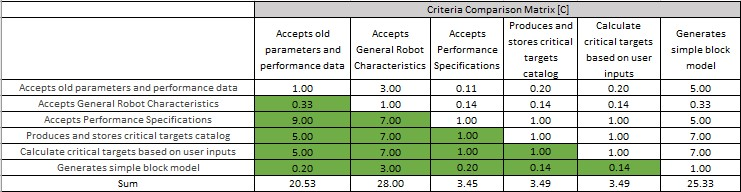 Criteria Comparison Matrix [C]
Accepts old parameters and performance data Accepts General Robot Characteristics Accepts Performance Specifications Produces and stores critical targets catalog Calculate critical targets based on user inputs Generates simple block model
Accepts old parameters and performance data 1.00 3.00 0.11 0.20 0.20 5.00
Accepts General Robot Characteristics 0.33 1.00 0.14 0.14 0.14 0.33
Accepts Performance Specifications 9.00 7.00 1.00 1.00 1.00 5.00
Produces and stores critical targets catalog 5.00 7.00 1.00 1.00 1.00 7.00
Calculate critical targets based on user inputs 5.00 7.00 1.00 1.00 1.00 7.00
Generates simple block model 0.20 3.00 0.20 0.14 0.14 1.00
Sum 20.53 28.00 3.45 3.49 3.49 25.33